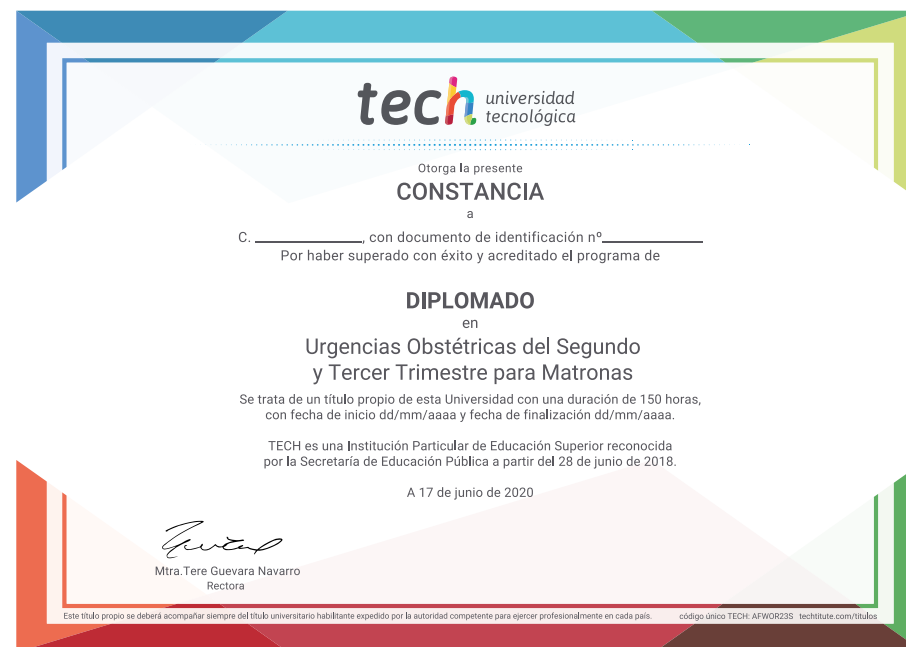 tech universidad
tecnológica
Otorga la presente
CONSTANCIA
a
C. ____________, con documento de identificación nº____________
Por haber superado con éxito y acreditado el programa de
DIPLOMADO
en
Urgencias Obstétricas del Segundo
y Tercer Trimestre para Matronas
Se trata de un título propio de esta Universidad con una duración de 150 horas,
con fecha de inicio dd/mm/aaaa y fecha de finalización dd/mm/aaaa.
TECH es una Institución Particular de Educación Superior reconocida
por la Secretaría de Educación Pública a partir del 28 de junio de 2018.
A 17 de junio de 2020
Mtra.Tere Guevara Navarro
Rectora
Este título propio se deberá acompañar siempre del título universitario habilitante expedido por la autoridad competente para ejercer profesionalmente en cada país. código único TECH: AFWOR23S techtitute.com/titulos